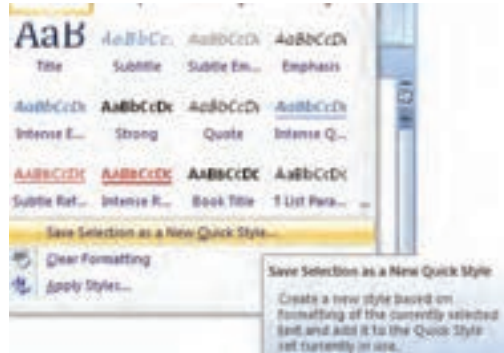 AaB AaBbCc. AaBbCcDc AaBbCcDc
Title Subtitle Subtle Em... Emphasis
AaBbCcDc AaBbCcDc AaBbCcDc AaBbCcDc
Intense E... Strong Quote Intense Q...
AaBbCcDc AaBbCcDc AaBbCcDc AaBbCcDc
Subtle Ref... Intense R... Book Title ¶ List Para...
Save Selection as a New Quick Style...
Clear Formatting
Apply Styles...
Save Selection as a New Quick Style
Create a new style based on
formatting of the currently selected
text and add it to the Quick Style
set currently in use.